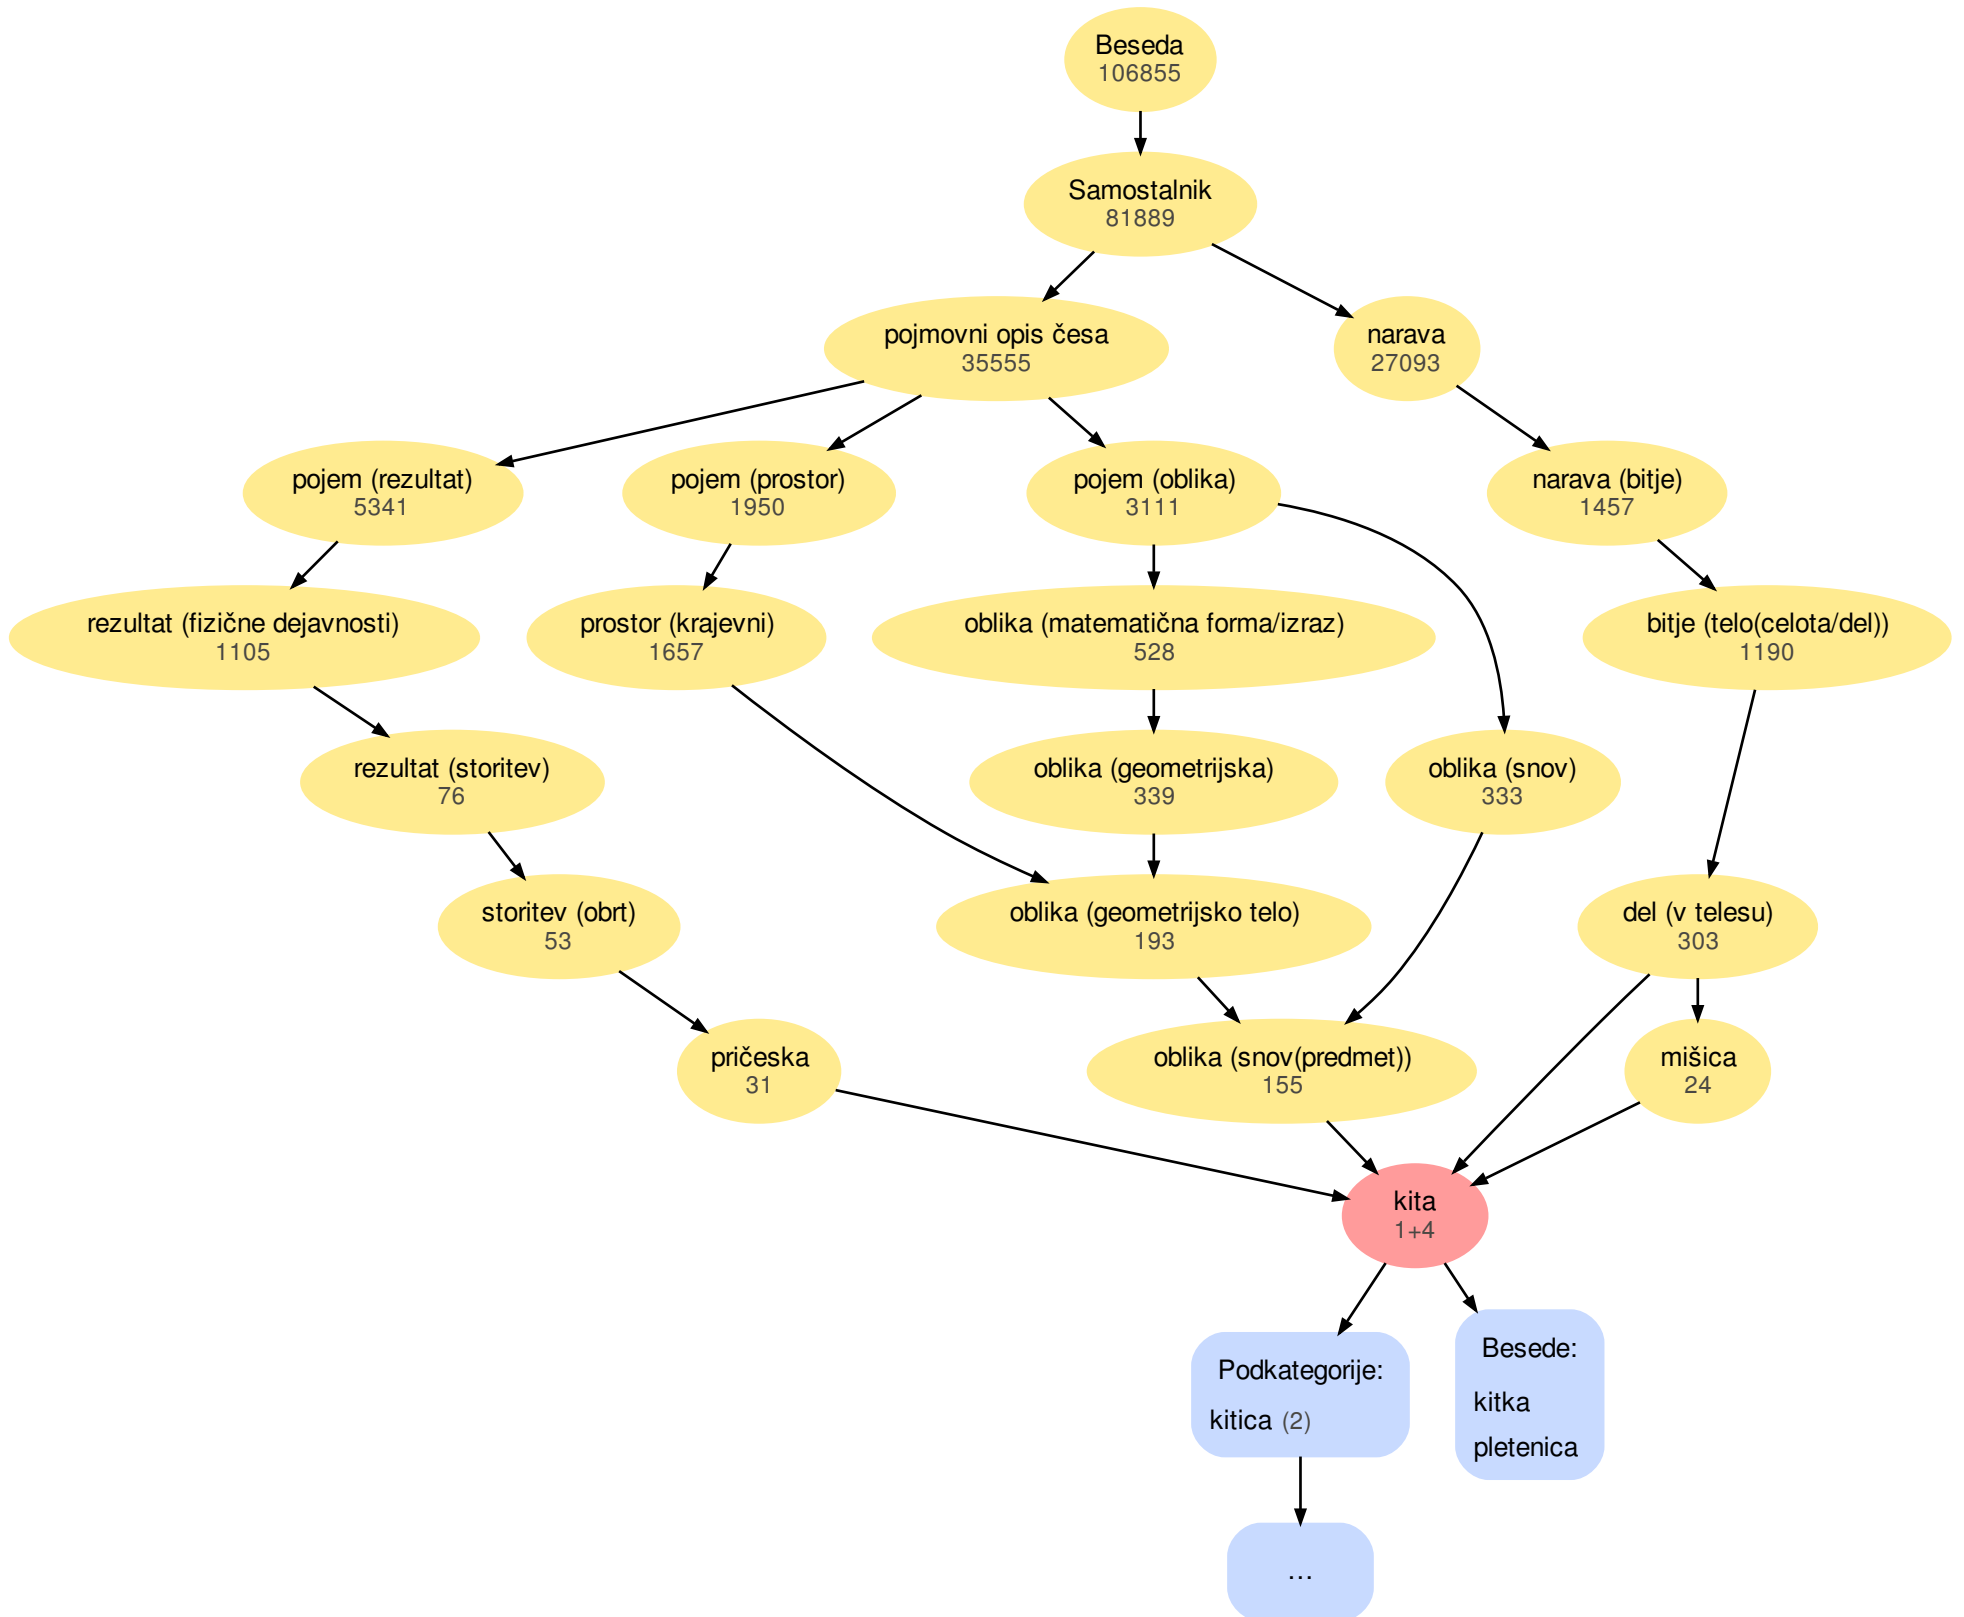 Beseda
106855
Samostalnik
81889
pojmovni opis česa
35555
narava
27093
pojem (rezultat)
5341
pojem (prostor)
1950
pojem (oblika)
3111
narava (bitje)
1457
rezultat (fizične dejavnosti)
1105
prostor (krajevni)
1657
oblika (matematična forma/izraz)
528
bitje (telo(celota/del))
1190
rezultat (storitev)
76
oblika (geometrijska)
339
oblika (snov)
333
storitev (obrt)
53
oblika (geometrijsko telo)
193
del (v telesu)
303
pričeska
31
oblika (snov(predmet))
155
mišica
24
kita
1+4
Podkategorije:
kitica (2)
Besede:
kitka
pletenica
...